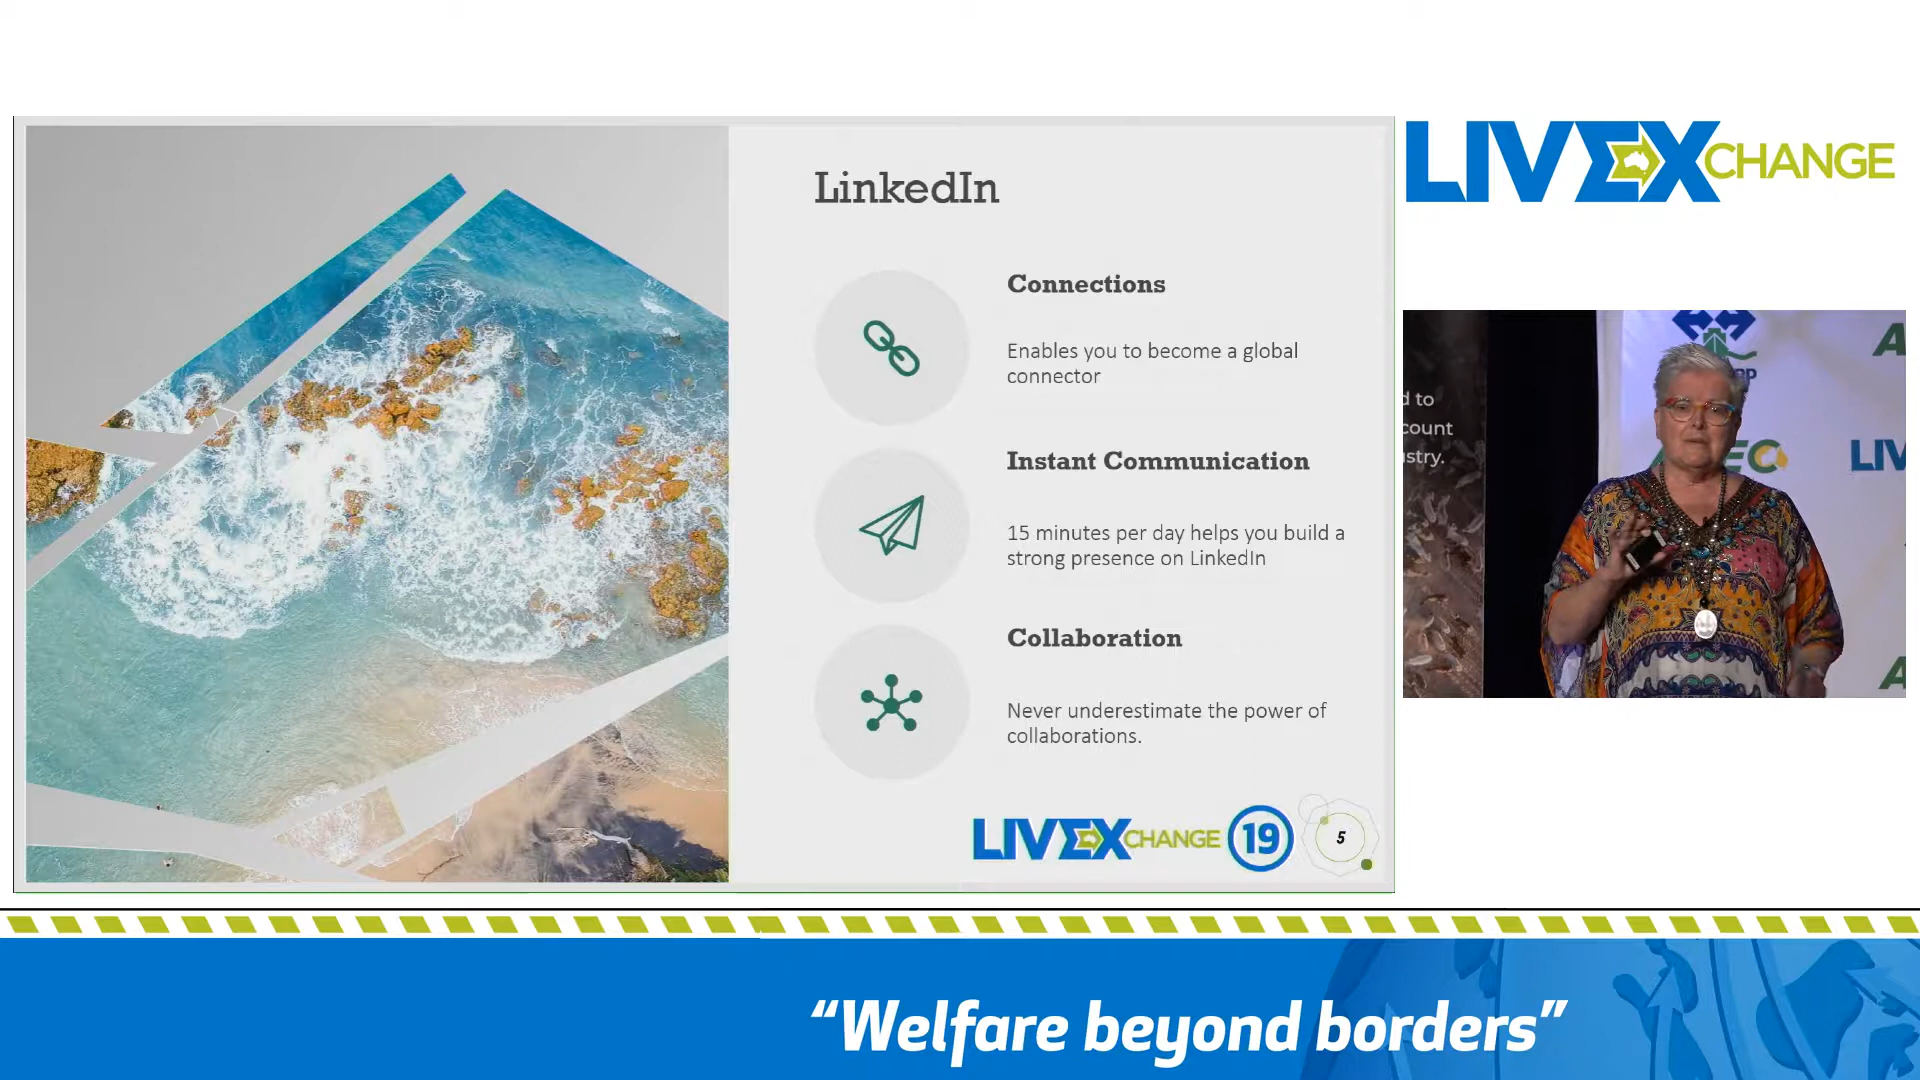 LinkedIn
Connections
Enables you to become a global
connector
Instant Communication
15 minutes per day helps you build a
strong presence on LinkedIn
Collaboration
Never underestimate the power of
collaborations.
LIVEXCHANGE 19
5
LIVEXCHANGE
d to
count
stry.
LIV
“Welfare beyond borders”